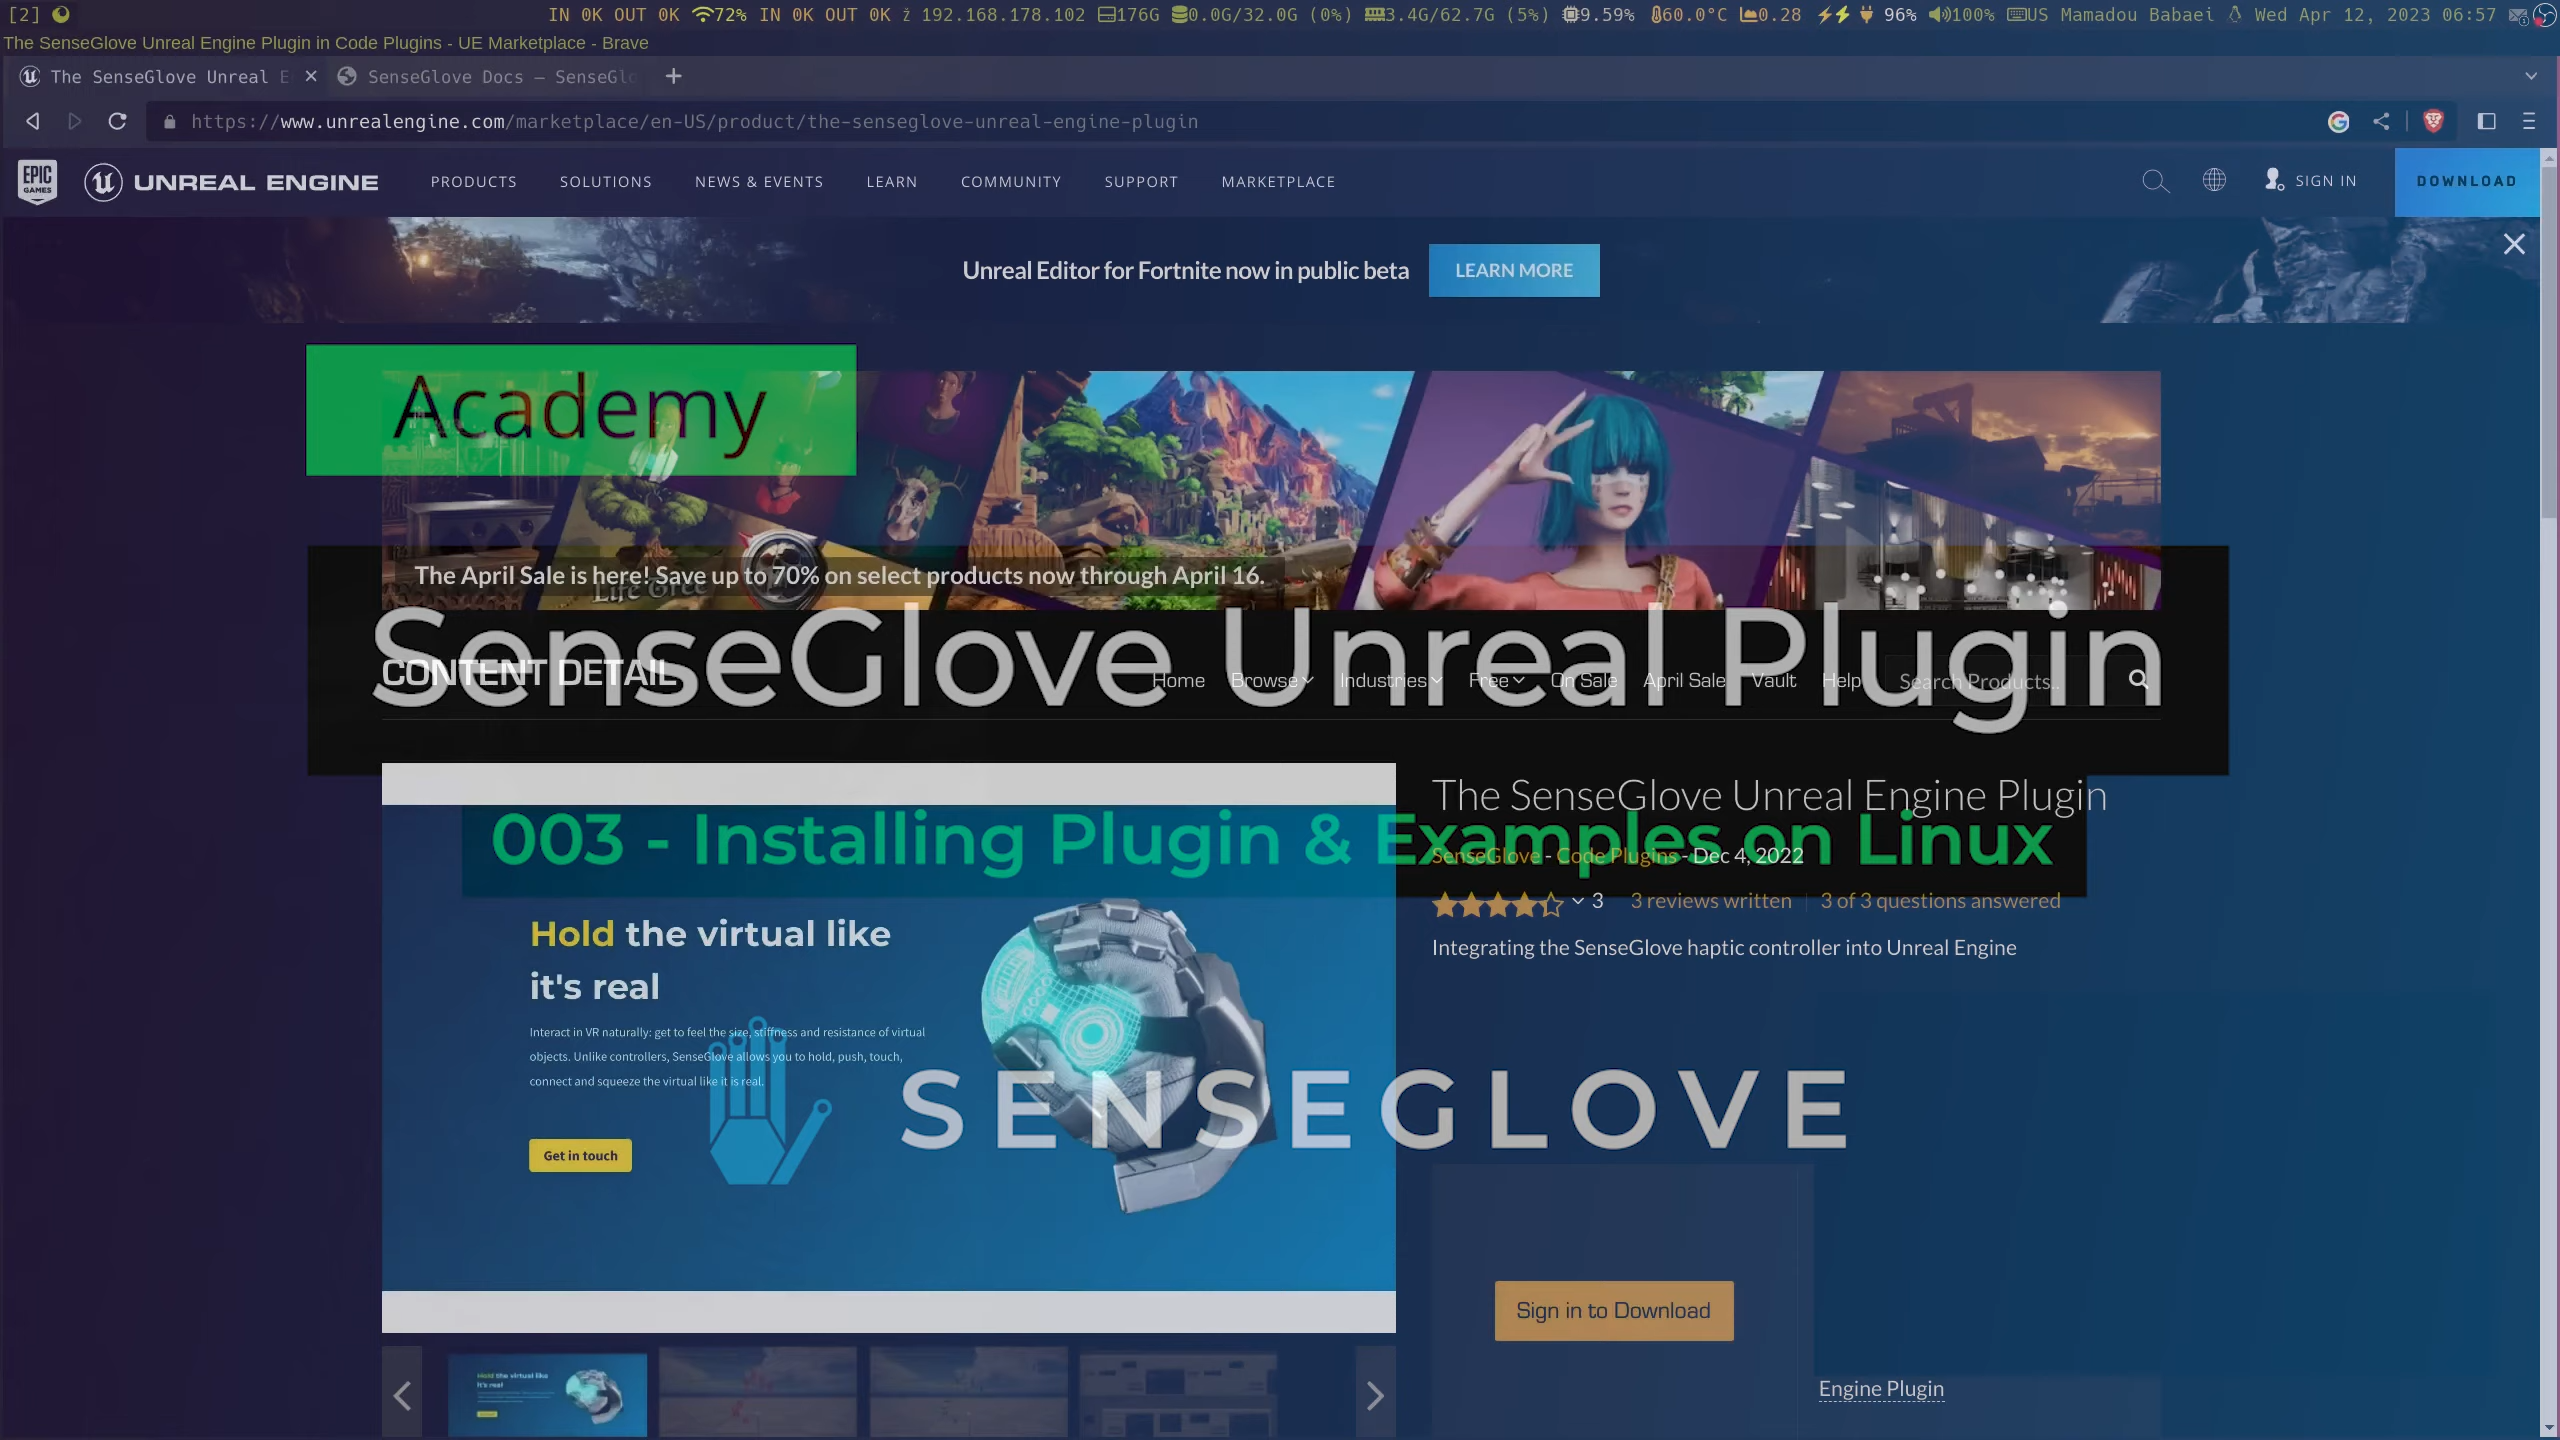 [2] IN 0K OUT 0K 72% IN 0K OUT 0K ż 192.168.178.102 176G 0.0G/32.0G (0%) 3.4G/62.7G (5%) 9.59% 60.0°C 0.28 96% 100% US Mamadou Babaei Wed Apr 12, 2023 06:57
The SenseGlove Unreal Engine Plugin in Code Plugins - UE Marketplace - Brave
The SenseGlove Unreal E SenseGlove Docs — SenseGlo
https://www.unrealengine.com/marketplace/en-US/product/the-senseglove-unreal-engine-plugin
EPIC GAMES UNREAL ENGINE PRODUCTS SOLUTIONS NEWS & EVENTS LEARN COMMUNITY SUPPORT MARKETPLACE SIGN IN DOWNLOAD
Unreal Editor for Fortnite now in public beta LEARN MORE
Academy
The April Sale is here! Save up to 70% on select products now through April 16.
Life Tree
SenseGlove Unreal Plugin
CONTENT DETAIL Home Browse Industries Free On Sale April Sale Vault Help Search Products..
The SenseGlove Unreal Engine Plugin
003 - Installing Plugin & Examples on Linux
SenseGlove - Code Plugins - Dec 4, 2022
3 3 reviews written 3 of 3 questions answered
Integrating the SenseGlove haptic controller into Unreal Engine
Hold the virtual like
it's real
Interact in VR naturally: get to feel the size, stiffness and resistance of virtual
objects. Unlike controllers, SenseGlove allows you to hold, push, touch,
connect and squeeze the virtual like it is real.
SENSEGLOVE
Get in touch
Sign in to Download
Hold the virtual like
it's real
Engine Plugin